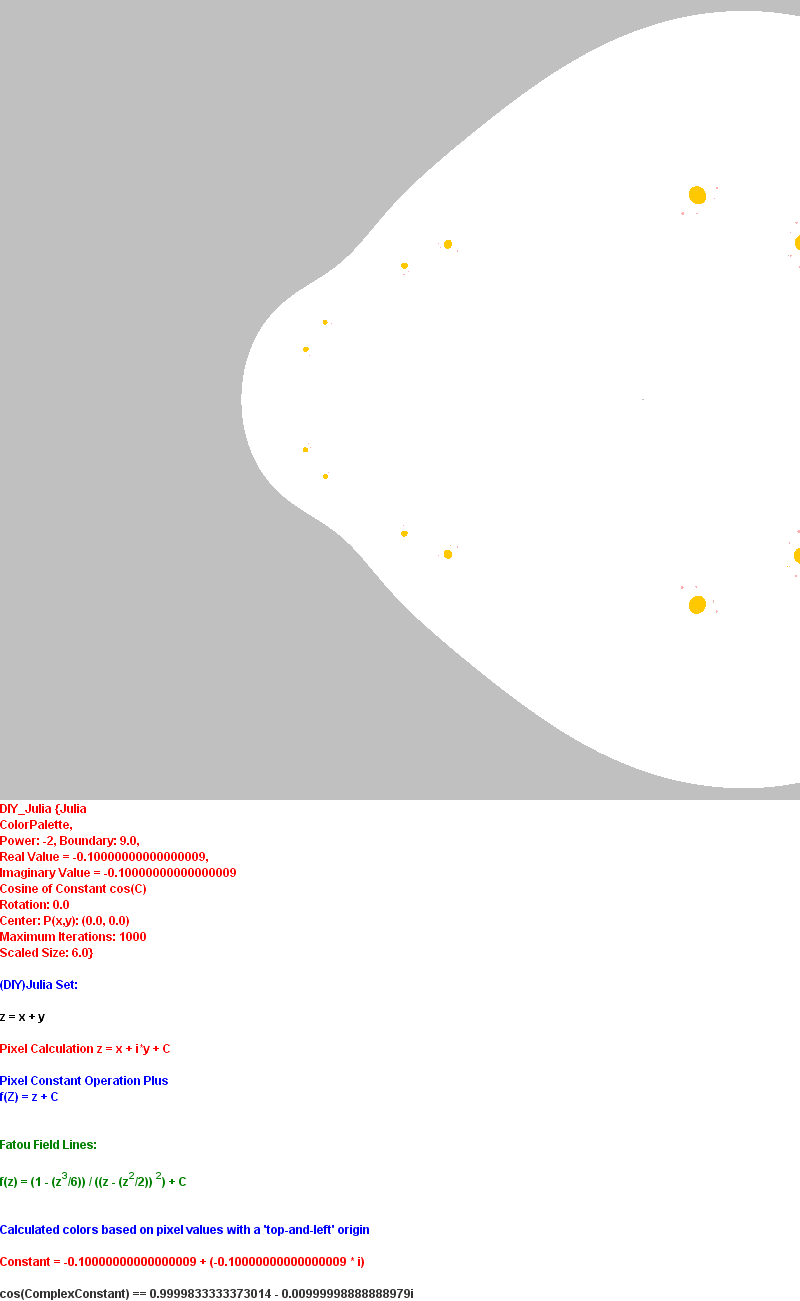 DIY_Julia {Julia
ColorPalette,
Power: -2, Boundary: 9.0,
Real Value = -0.10000000000000009,
Imaginary Value = -0.10000000000000009
Cosine of Constant cos(C)
Rotation: 0.0
Center: P(x,y): (0.0, 0.0)
Maximum Iterations: 1000
Scaled Size: 6.0}
(DIY)Julia Set:
z = x + y
Pixel Calculation z = x + i*y + C
Pixel Constant Operation Plus
f(Z) = z + C
Fatou Field Lines:
f(z) = (1 - (z³/6)) / ((z - (z²/2)) ²) + C
Calculated colors based on pixel values with a 'top-and-left' origin
Constant = -0.10000000000000009 + (-0.10000000000000009 * i)
cos(ComplexConstant) == 0.9999833333373014 - 0.00999998888888979i